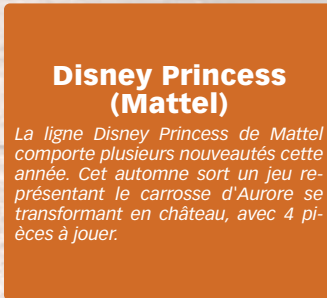 Disney Princess
(Mattel)
La ligne Disney Princess de Mattel
comporte plusieurs nouveautés cette
année. Cet automne sort un jeu re-
présentant le carrosse d'Aurore se
transformant en château, avec 4 pi-
èces à jouer.